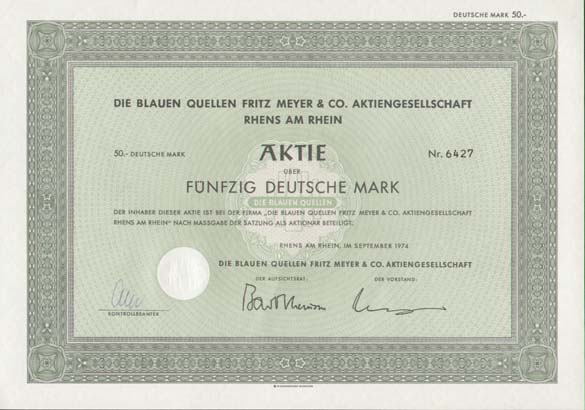 DEUTSCHE MARK 50.-
DIE BLAUEN QUELLEN FRITZ MEYER & CO. AKTIENGESELLSCHAFT
RHENS AM RHEIN
50.- DEUTSCHE MARK
AKTIE
Nr. 6427
ÜBER
FÜNFZIG DEUTSCHE MARK
DIE BLAUEN QUELLEN
DER INHABER DIESER AKTIE IST BEI DER FIRMA „DIE BLAUEN QUELLEN FRITZ MEYER & CO. AKTIENGESELLSCHAFT
RHENS AM RHEIN" NACH MASSGABE DER SATZUNG ALS AKTIONÄR BETEILIGT.
RHENS AM RHEIN, IM SEPTEMBER 1974
DIE BLAUEN QUELLEN FRITZ MEYER & CO. AKTIENGESELLSCHAFT
DER AUFSICHTSRAT:
DER VORSTAND:
KONTROLLBEAMTER